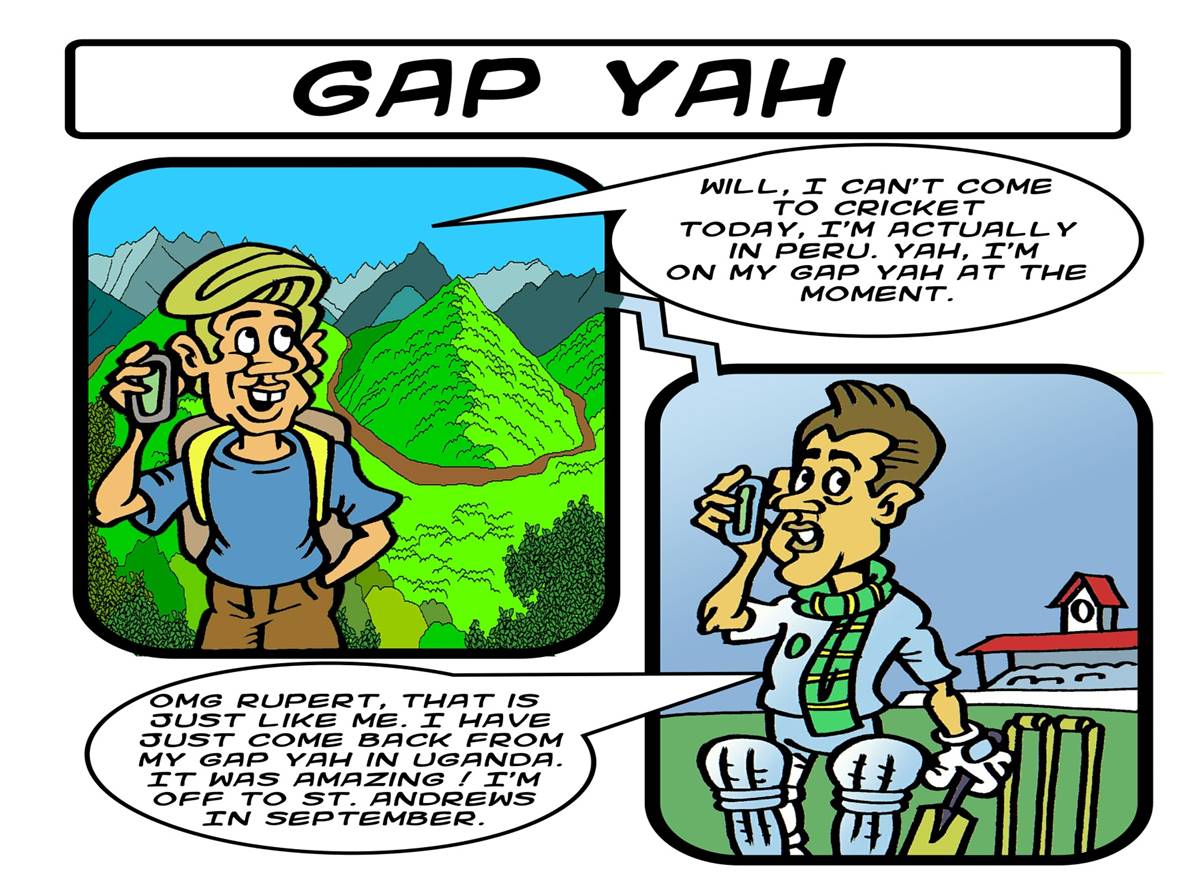 GAP YAH
WILL, I CAN'T COME
TO CRICKET
TODAY, I'M ACTUALLY
IN PERU. YAH, I'M
ON MY GAP YAH AT THE
MOMENT.
OMG RUPERT, THAT IS
JUST LIKE ME. I HAVE
JUST COME BACK FROM
MY GAP YAH IN UGANDA.
IT WAS AMAZING ! I'M
OFF TO ST. ANDREWS
IN SEPTEMBER.